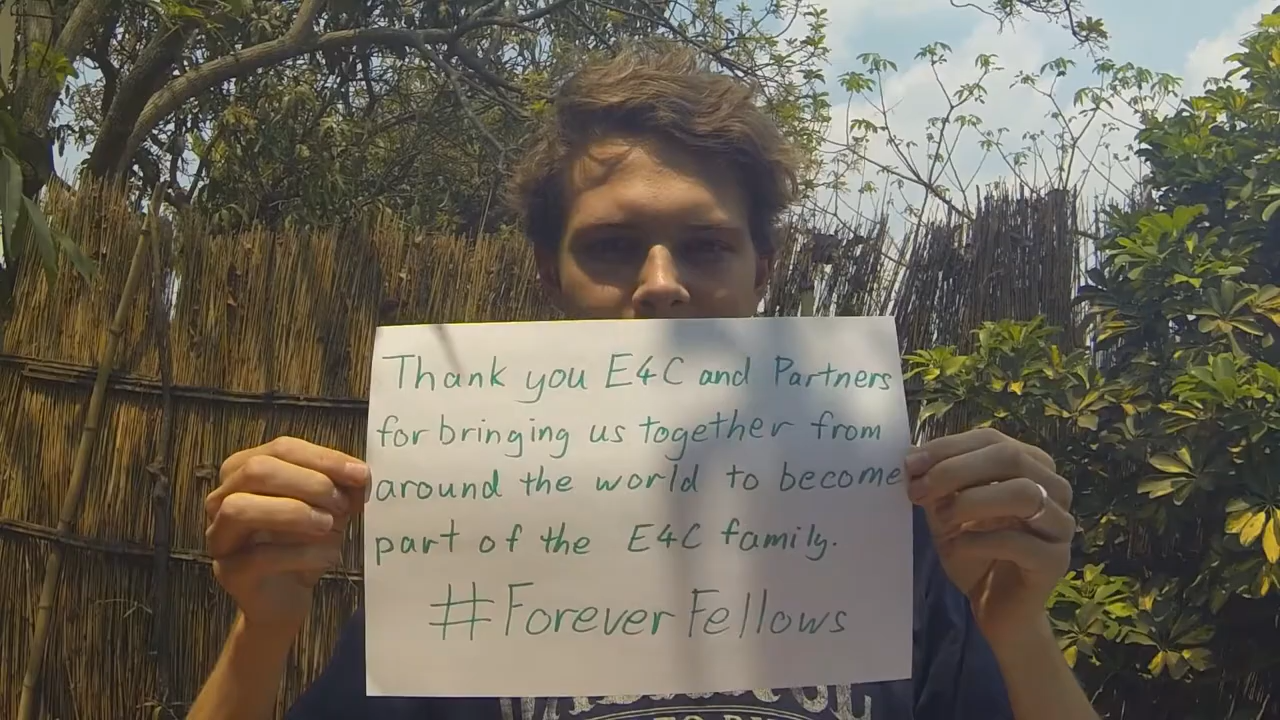 Thank you E4C and Partners
for bringing us together from
around the world to become
part of the E4C family.
#ForeverFellows